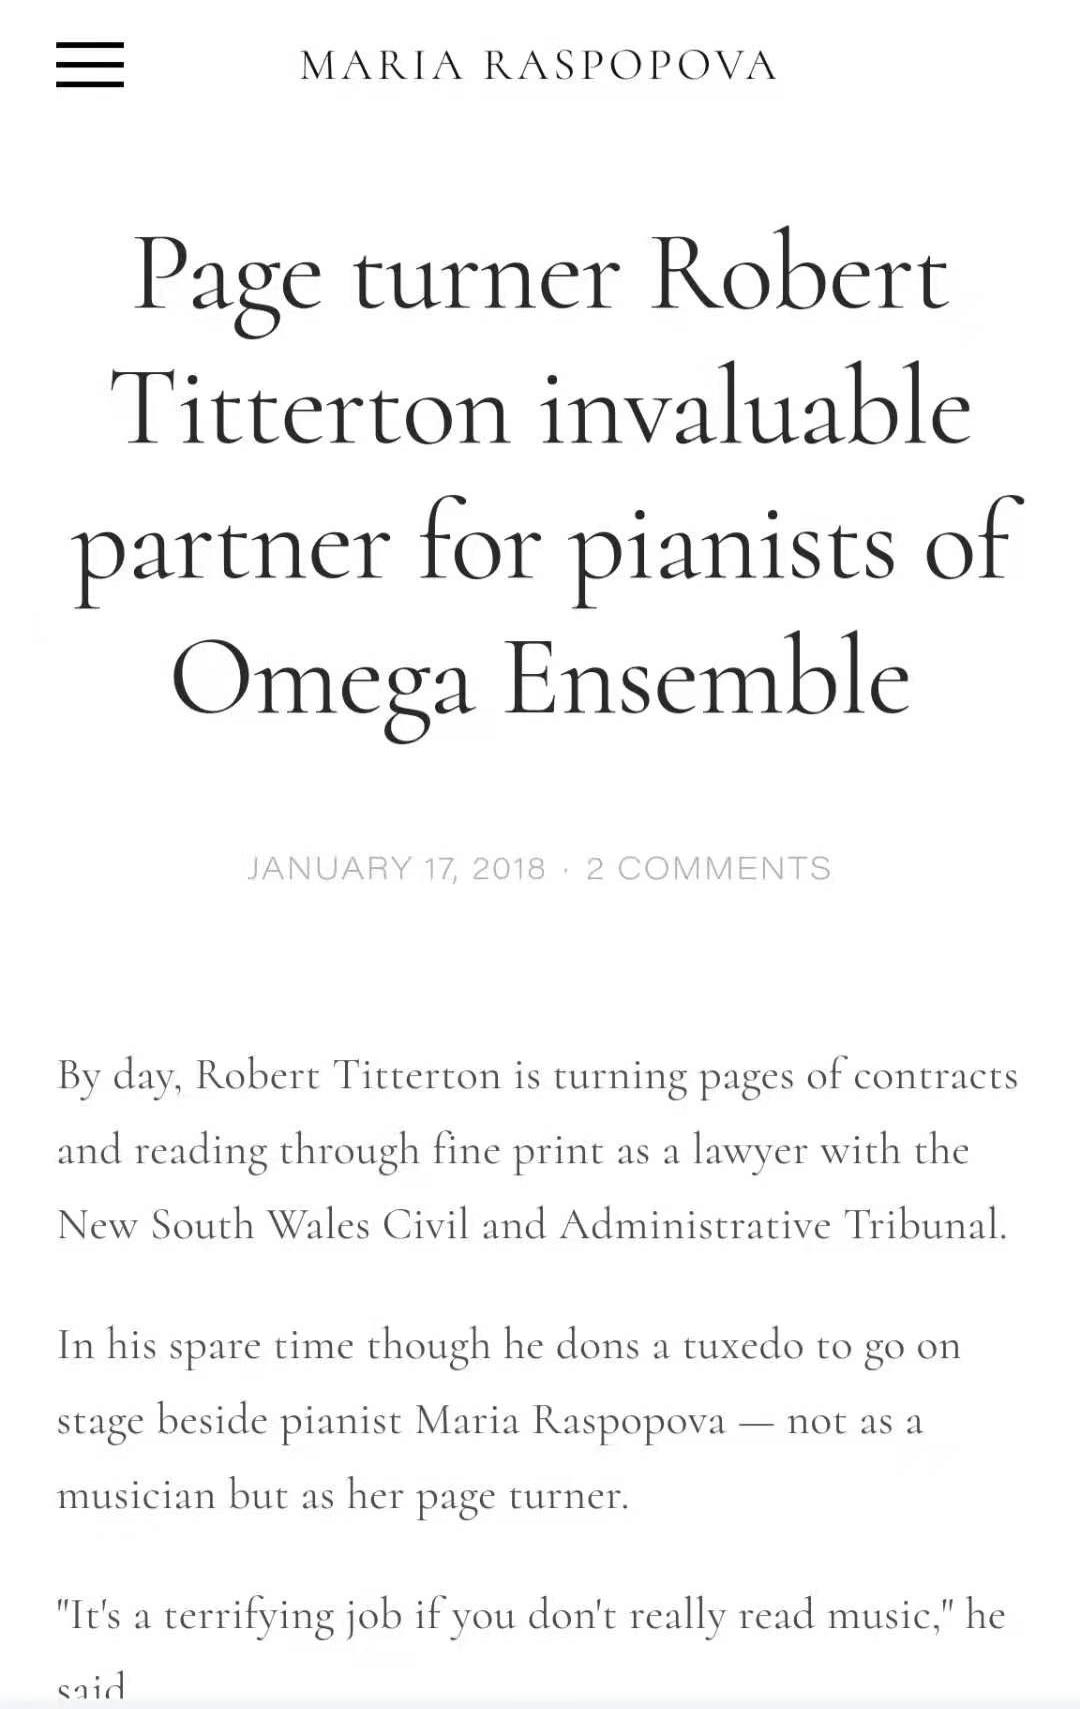 MARIA RASPOPOVA
Page turner Robert
Titterton invaluable
partner for pianists of
Omega Ensemble
JANUARY 17, 2018 · 2 COMMENTS
By day, Robert Titterton is turning pages of contracts
and reading through fine print as a lawyer with the
New South Wales Civil and Administrative Tribunal.
In his spare time though he dons a tuxedo to go on
stage beside pianist Maria Raspopova — not as a
musician but as her page turner.
"It's a terrifying job if you don't really read music," he
said